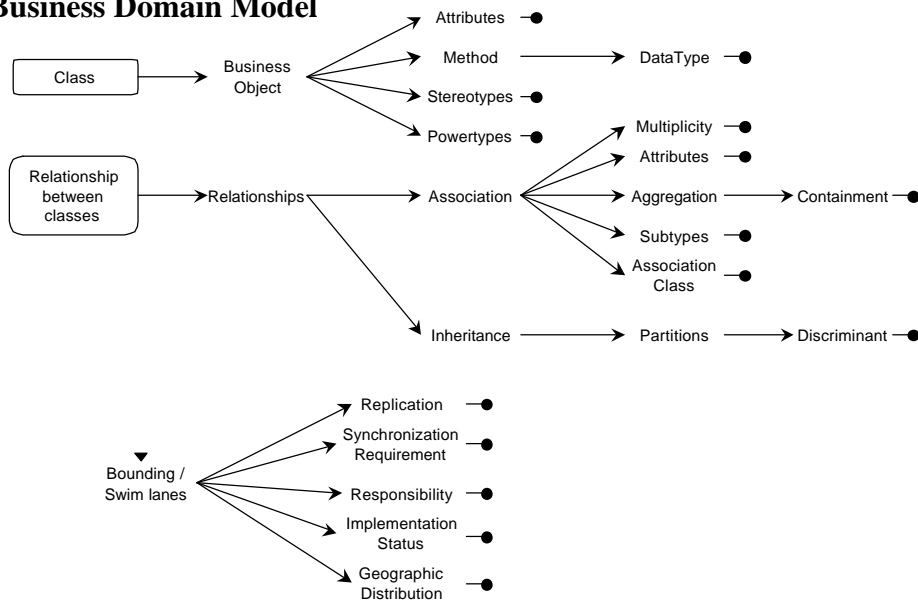 Business Domain Model
Attributes
Method
DataType
Class
Business
Object
Stereotypes
Powertypes
Multiplicity
Attributes
Relationship
between
classes
Relationships
Association
Aggregation
Containment
Subtypes
Association
Class
Inheritance
Partitions
Discriminant
Replication
Synchronization
Requirement
Bounding /
Swim lanes
Responsibility
Implementation
Status
Geographic
Distribution